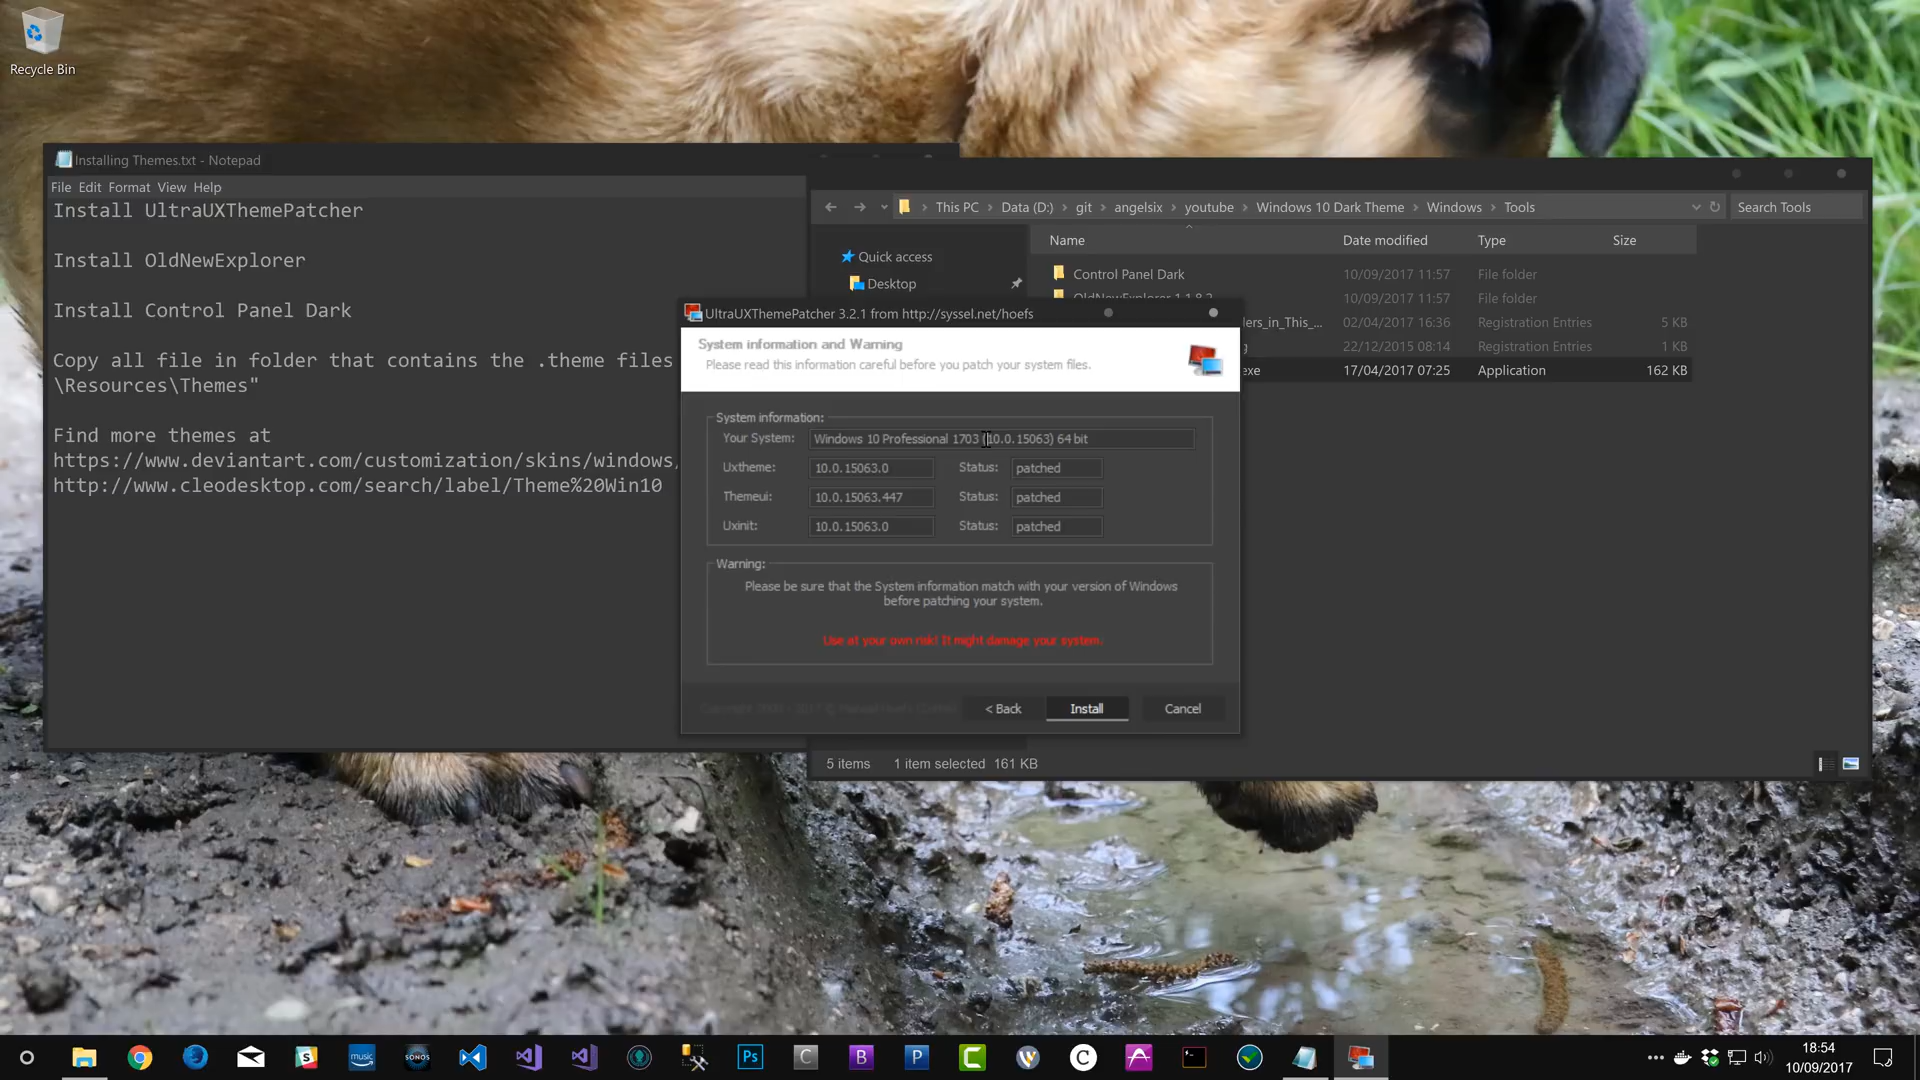 Recycle Bin
Installing Themes.txt - Notepad
File Edit Format View Help
Install UltraUXThemePatcher
Install OldNewExplorer
Install Control Panel Dark
Copy all file in folder that contains the .theme files
\Resources\Themes"
Find more themes at
https://www.deviantart.com/customization/skins/windows
http://www.cleodesktop.com/search/label/Theme%20Win10
This PC > Data (D:) > git > angelsix > youtube > Windows 10 Dark Theme > Windows > Tools
Search Tools
Name Date modified Type Size
Quick access
Desktop
Control Panel Dark 10/09/2017 11:57 File folder
OldNewExplorer 1.1.8.2 10/09/2017 11:57 File folder
ders_in_This_... 02/04/2017 16:36 Registration Entries 5 KB
g 22/12/2015 08:14 Registration Entries 1 KB
exe 17/04/2017 07:25 Application 162 KB
5 items 1 item selected 161 KB
UltraUXThemePatcher 3.2.1 from http://syssel.net/hoefs
System information and Warning
Please read this information careful before you patch your system files.
System information:
Your System: Windows 10 Professional 1703 (10.0.15063) 64 bit
Uxtheme: 10.0.15063.0 Status: patched
Themeui: 10.0.15063.447 Status: patched
Uxinit: 10.0.15063.0 Status: patched
Warning:
Please be sure that the System information match with your version of Windows
before patching your system.
Use at your own risk! It might damage your system.
< Back Install Cancel
music
SONOS
Ps
C
B
P
C
C
18:54
10/09/2017